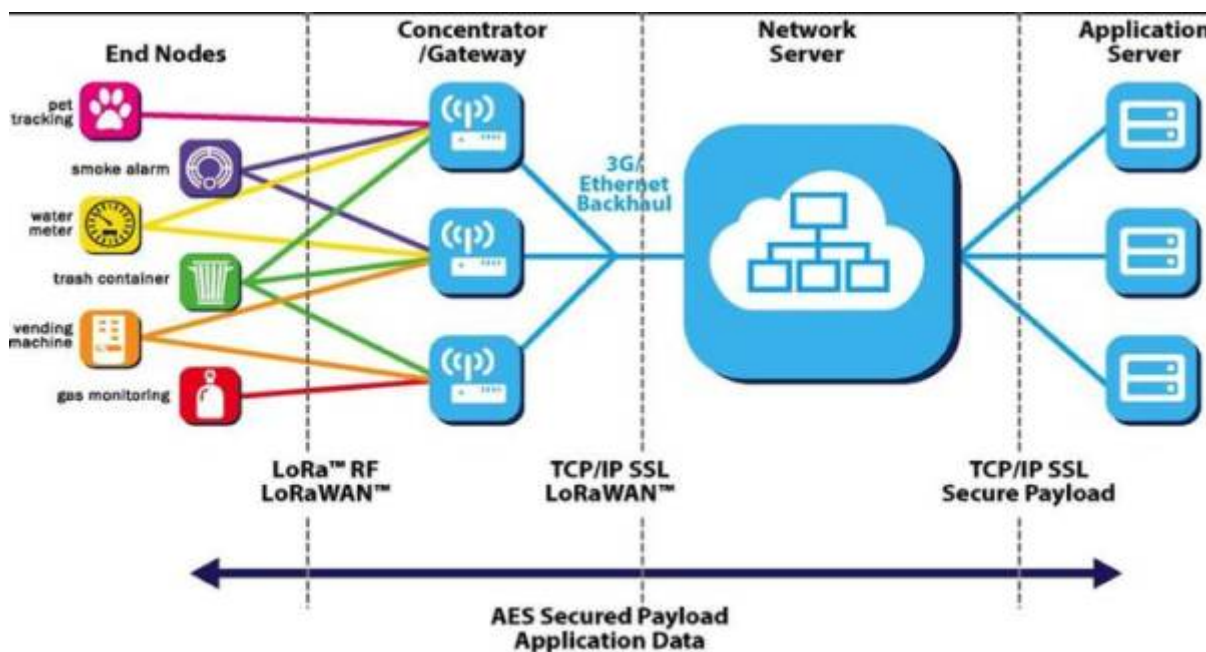 End Nodes
Concentrator
/Gateway
Network
Server
Application
Server
pet
tracking
smoke alarm
water
meter
trash container
vending
machine
gas monitoring
3G/
Ethernet
Backhaul
LoRa™ RF
LoRaWAN™
TCP/IP SSL
LoRaWAN™
TCP/IP SSL
Secure Payload
AES Secured Payload
Application Data